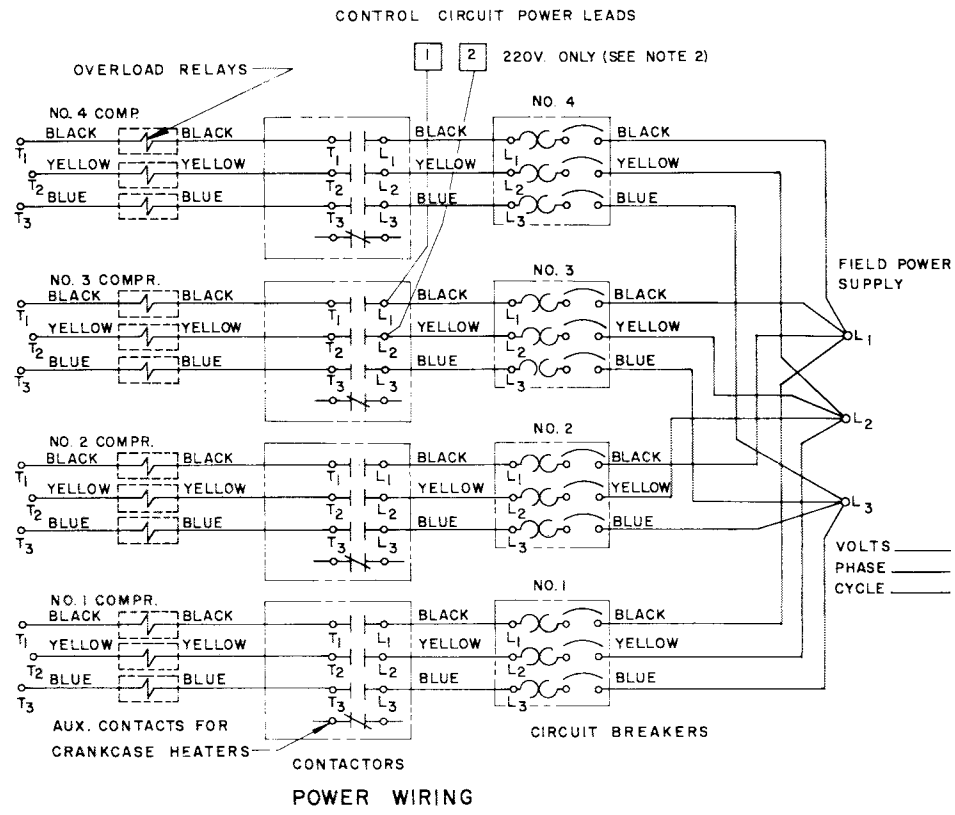 CONTROL CIRCUIT POWER LEADS
1 2 220V. ONLY (SEE NOTE 2)
OVERLOAD RELAYS
NO. 4 COMP. NO. 4
BLACK BLACK BLACK BLACK
T1 T1 L1 L1
YELLOW YELLOW YELLOW YELLOW
T2 T2 L2 L2
BLUE BLUE BLUE BLUE
T3 T3 L3 L3
FIELD POWER
SUPPLY
NO. 3 COMPR. NO. 3
BLACK BLACK BLACK BLACK
T1 T1 L1 L1
YELLOW YELLOW YELLOW YELLOW
L1
T2 T2 L2 L2
BLUE BLUE BLUE BLUE
T3 T3 L3 L3
L2
NO. 2 COMPR. NO. 2
BLACK BLACK BLACK BLACK
T1 T1 L1 L1
YELLOW YELLOW YELLOW YELLOW
T2 T2 L2 L2
L3
BLUE BLUE BLUE BLUE
T3 T3 L3 L3
VOLTS
PHASE
CYCLE
NO. 1 COMPR. NO. 1
BLACK BLACK BLACK BLACK
T1 T1 L1 L1
YELLOW YELLOW YELLOW YELLOW
T2 T2 L2 L2
BLUE BLUE BLUE BLUE
T3 T3 L3 L3
AUX. CONTACTS FOR
CRANKCASE HEATERS
CIRCUIT BREAKERS
CONTACTORS
POWER WIRING